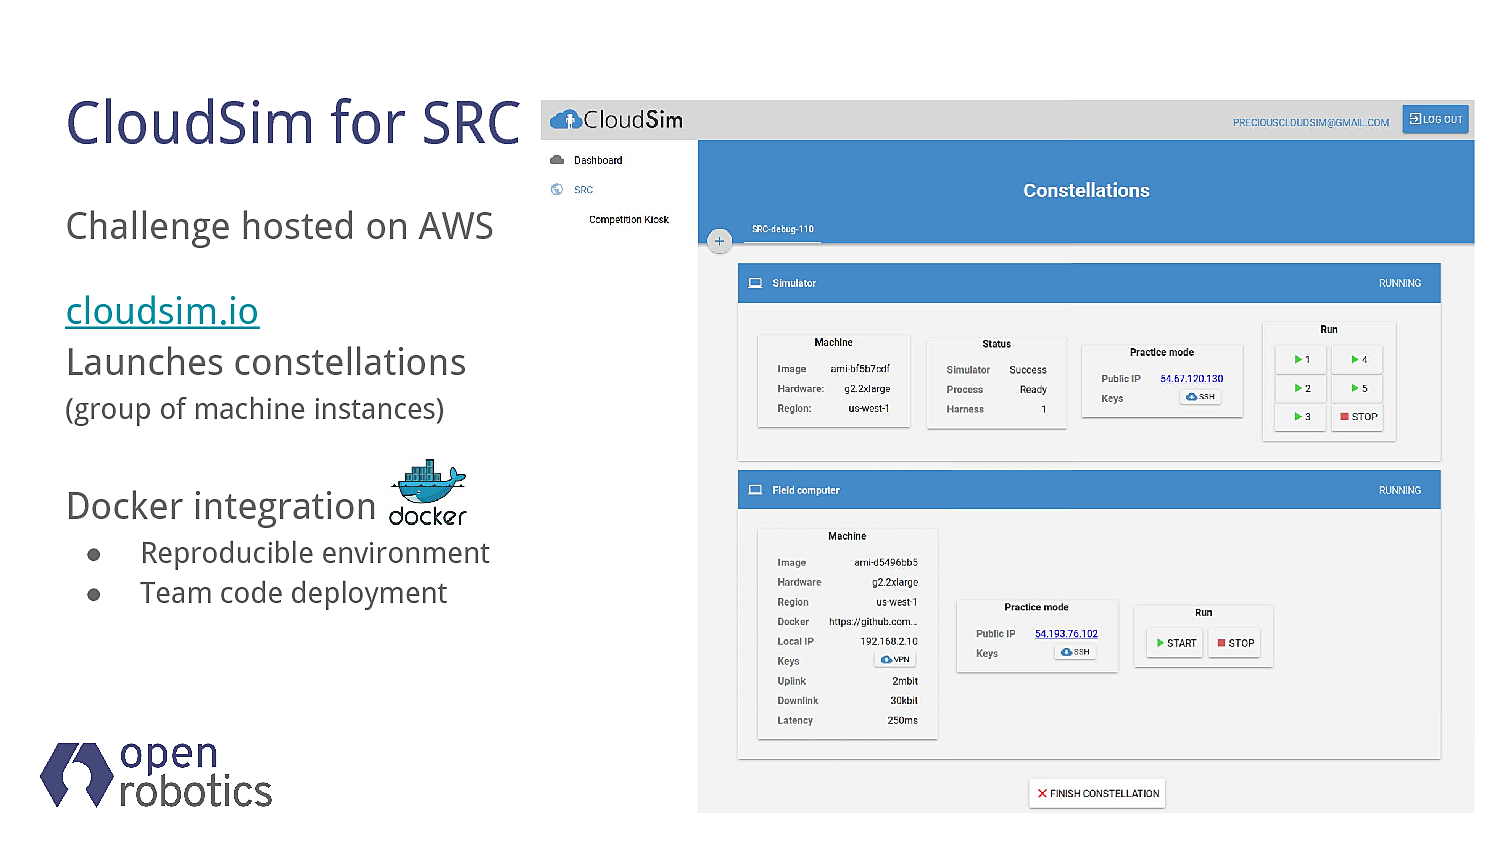 CloudSim for SRC
Challenge hosted on AWS
cloudsim.io
Launches constellations
(group of machine instances)
Docker integration
docker
● Reproducible environment
● Team code deployment
open
robotics
CloudSim
PRECIOUSCLOUDSIM@GMAIL.COM
LOG OUT
Dashboard
SRC
Competition Kiosk
Constellations
+
SRC-debug-110
Simulator
RUNNING
Machine
Image ami-bf5b7cdf
Hardware: g2.2xlarge
Region: us-west-1
Status
Simulator Success
Process Ready
Harness 1
Practice mode
Public IP 54.67.120.130
Keys SSH
Run
1 4
2 5
3 STOP
Field computer
RUNNING
Machine
Image ami-d5496bb5
Hardware g2.2xlarge
Region us-west-1
Docker https://github.com...
Local IP 192.168.2.10
Keys VPN
Uplink 2mbit
Downlink 30kbit
Latency 250ms
Practice mode
Public IP 54.193.76.102
Keys SSH
Run
START STOP
FINISH CONSTELLATION